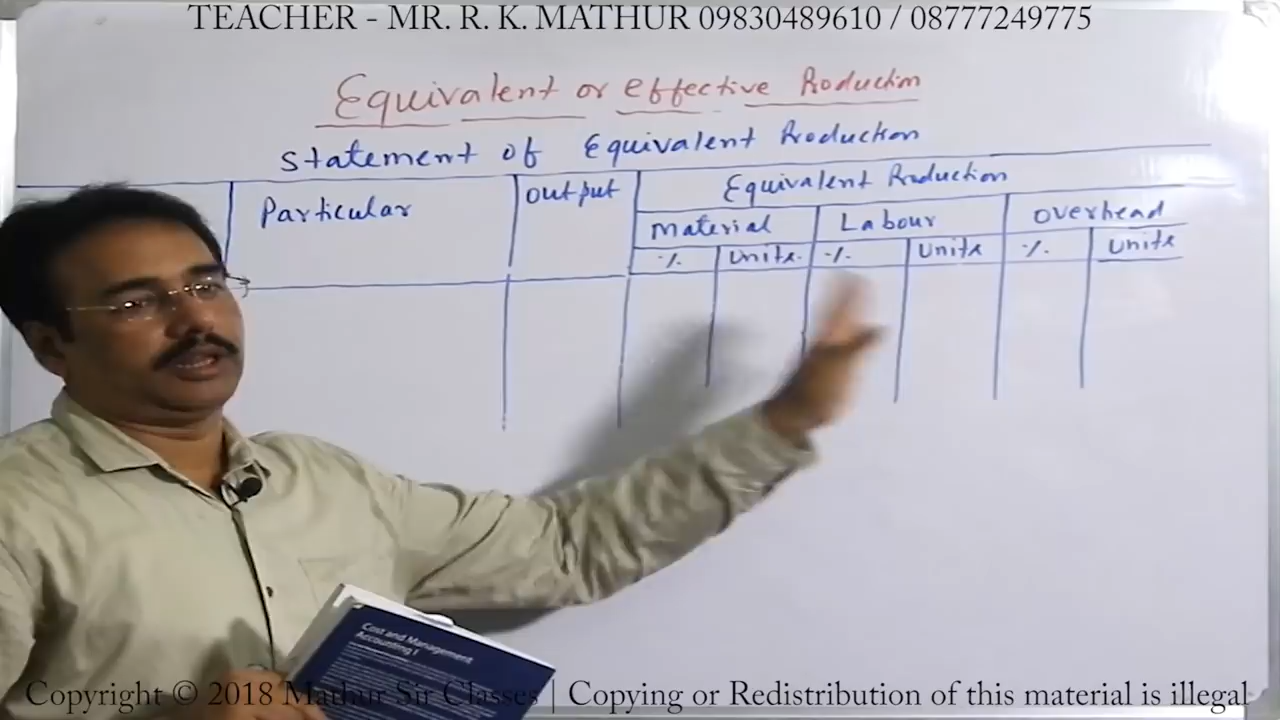 TEACHER - MR. R. K. MATHUR 09830489610 / 08777249775
Equivalent or effective Production
Statement of Equivalent Production
Particular
Output
Equivalent Production
Material
Labour
Overhead
%
Units
%
Units
%
Units
Cost and Management
Accounting I
Copyright © 2018 Mathur Sir Classes | Copying or Redistribution of this material is illegal